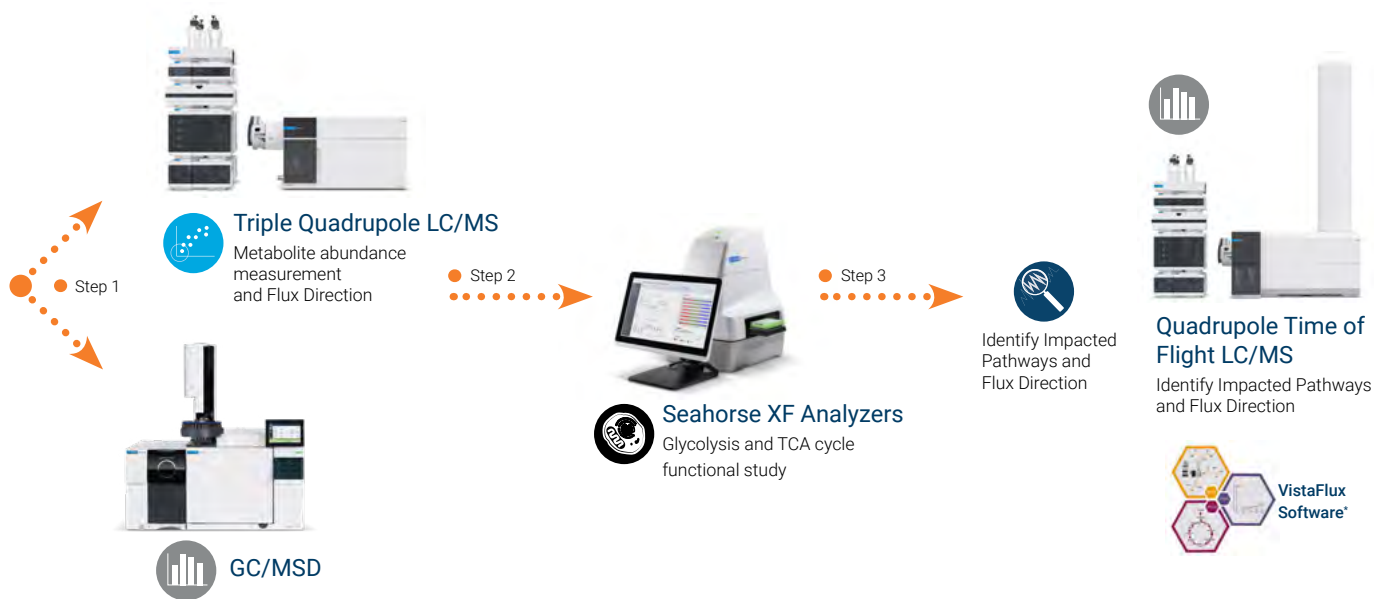 Step 1
Triple Quadrupole LC/MS
Metabolite abundance
measurement
and Flux Direction
GC/MSD
Step 2
Seahorse XF Analyzers
Glycolysis and TCA cycle
functional study
Step 3
Identify Impacted
Pathways and
Flux Direction
Quadrupole Time of
Flight LC/MS
Identify Impacted Pathways
and Flux Direction
VistaFlux
Software*